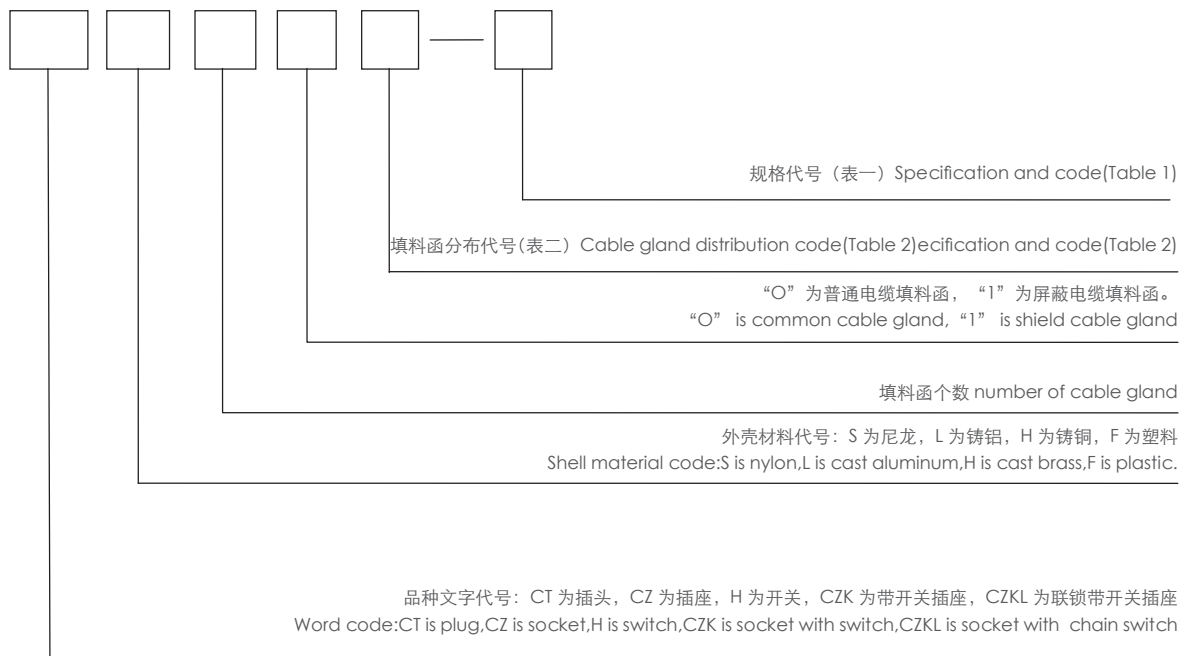 规格代号（表一）Specification and code(Table 1)
填料函分布代号(表二）Cable gland distribution code(Table 2)ecification and code(Table 2)
“O”为普通电缆填料函，“1”为屏蔽电缆填料函。
“O” is common cable gland, “1” is shield cable gland
填料函个数 number of cable gland
外壳材料代号：S 为尼龙，L 为铸铝，H 为铸铜，F 为塑料
Shell material code:S is nylon,L is cast aluminum,H is cast brass,F is plastic.
品种文字代号：CT 为插头，CZ 为插座，H 为开关，CZK 为带开关插座，CZKL 为联锁带开关插座
Word code:CT is plug,CZ is socket,H is switch,CZK is socket with switch,CZKL is socket with chain switch